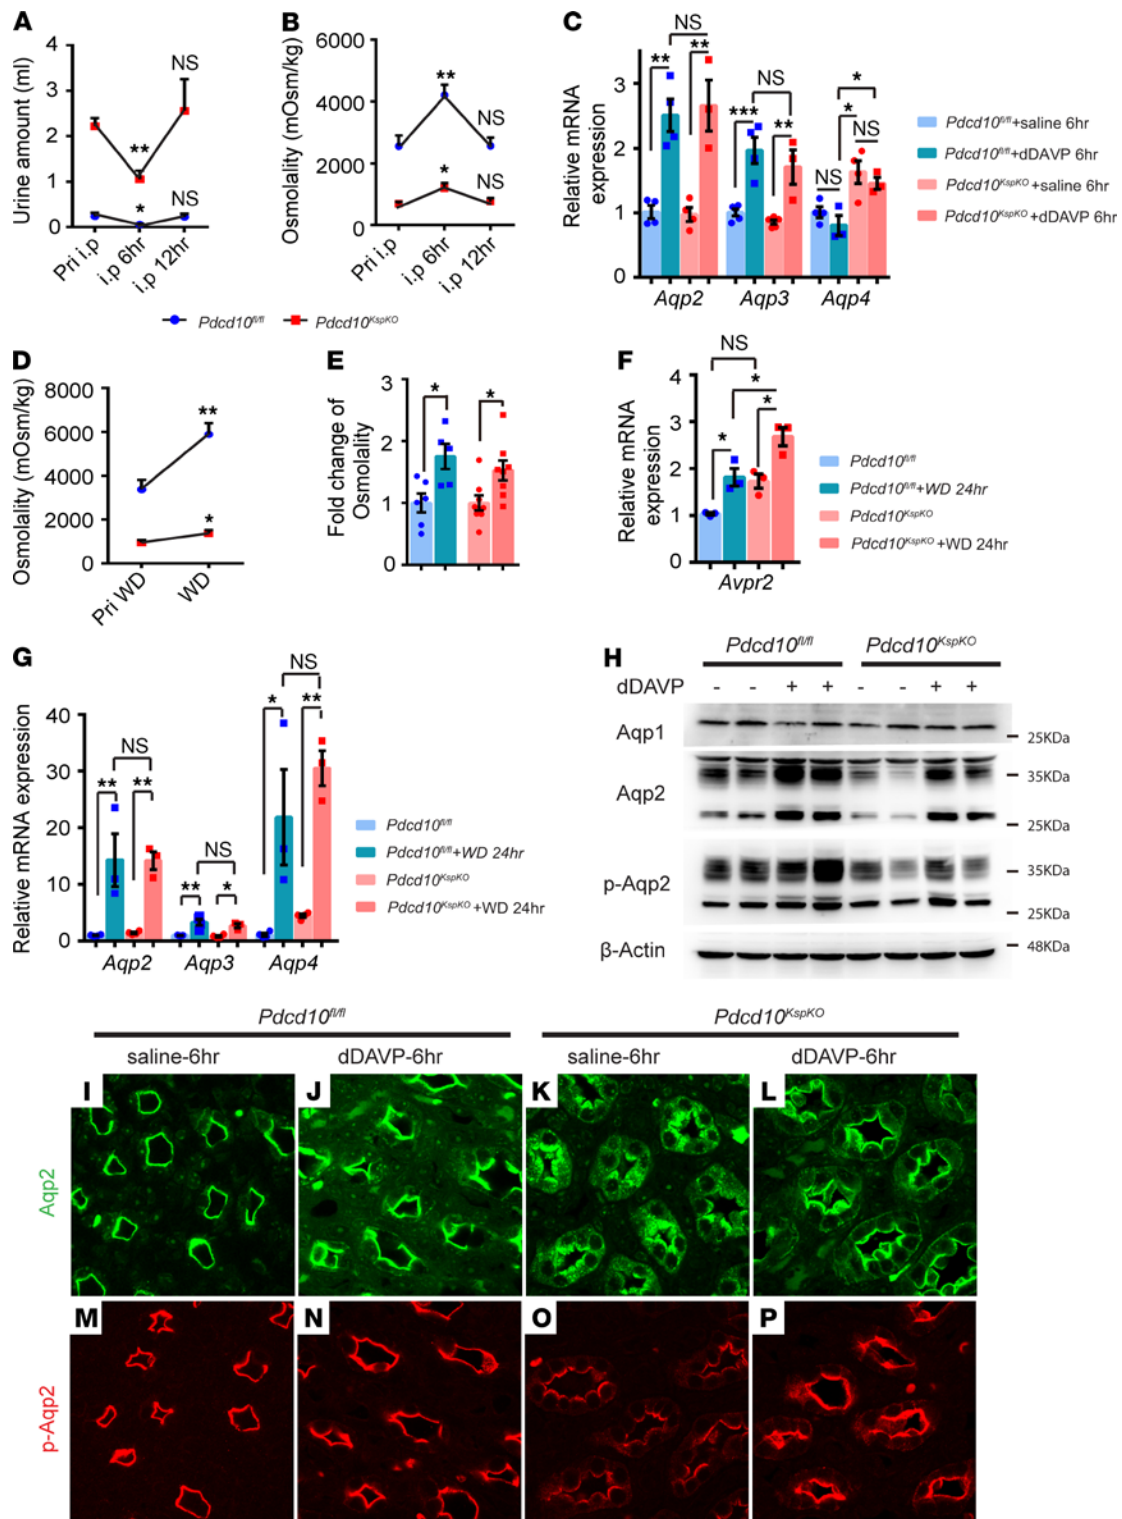 A
Urine amount (ml)
4
3
2
1
0
NS
**
*
NS
Pri i.p
i.p 6hr
i.p 12hr
B
Osmolality (mOsm/kg)
6000
4000
2000
0
**
NS
*
NS
Pri i.p
i.p 6hr
i.p 12hr
Pdcd10fl/fl
Pdcd10KspKO
C
Relative mRNA
expression
3
2
1
0
NS
** **
NS
*** **
*
*
NS NS
Aqp2 Aqp3 Aqp4
Pdcd10fl/fl+saline 6hr
Pdcd10fl/fl+dDAVP 6hr
Pdcd10KspKO+saline 6hr
Pdcd10KspKO+dDAVP 6hr
D
Osmolality (mOsm/kg)
8000
6000
4000
2000
0
**
*
Pri WD
WD
E
Fold change of
Osmolality
3
2
1
0
* *
F
Relative mRNA
expression
4
3
2
1
0
NS
*
*
*
Avpr2
Pdcd10fl/fl
Pdcd10fl/fl+WD 24hr
Pdcd10KspKO
Pdcd10KspKO+WD 24hr
G
Relative mRNA expression
40
30
20
10
0
NS
** **
NS
** *
NS
* **
Aqp2 Aqp3 Aqp4
Pdcd10fl/fl
Pdcd10fl/fl+WD 24hr
Pdcd10KspKO
Pdcd10KspKO+WD 24hr
H
Pdcd10fl/fl Pdcd10KspKO
dDAVP - - + + - - + +
Aqp1
25KDa
Aqp2
35KDa
25KDa
p-Aqp2
35KDa
25KDa
β-Actin
48KDa
Pdcd10fl/fl Pdcd10KspKO
saline-6hr dDAVP-6hr saline-6hr dDAVP-6hr
I J K L
Aqp2
M N O P
p-Aqp2